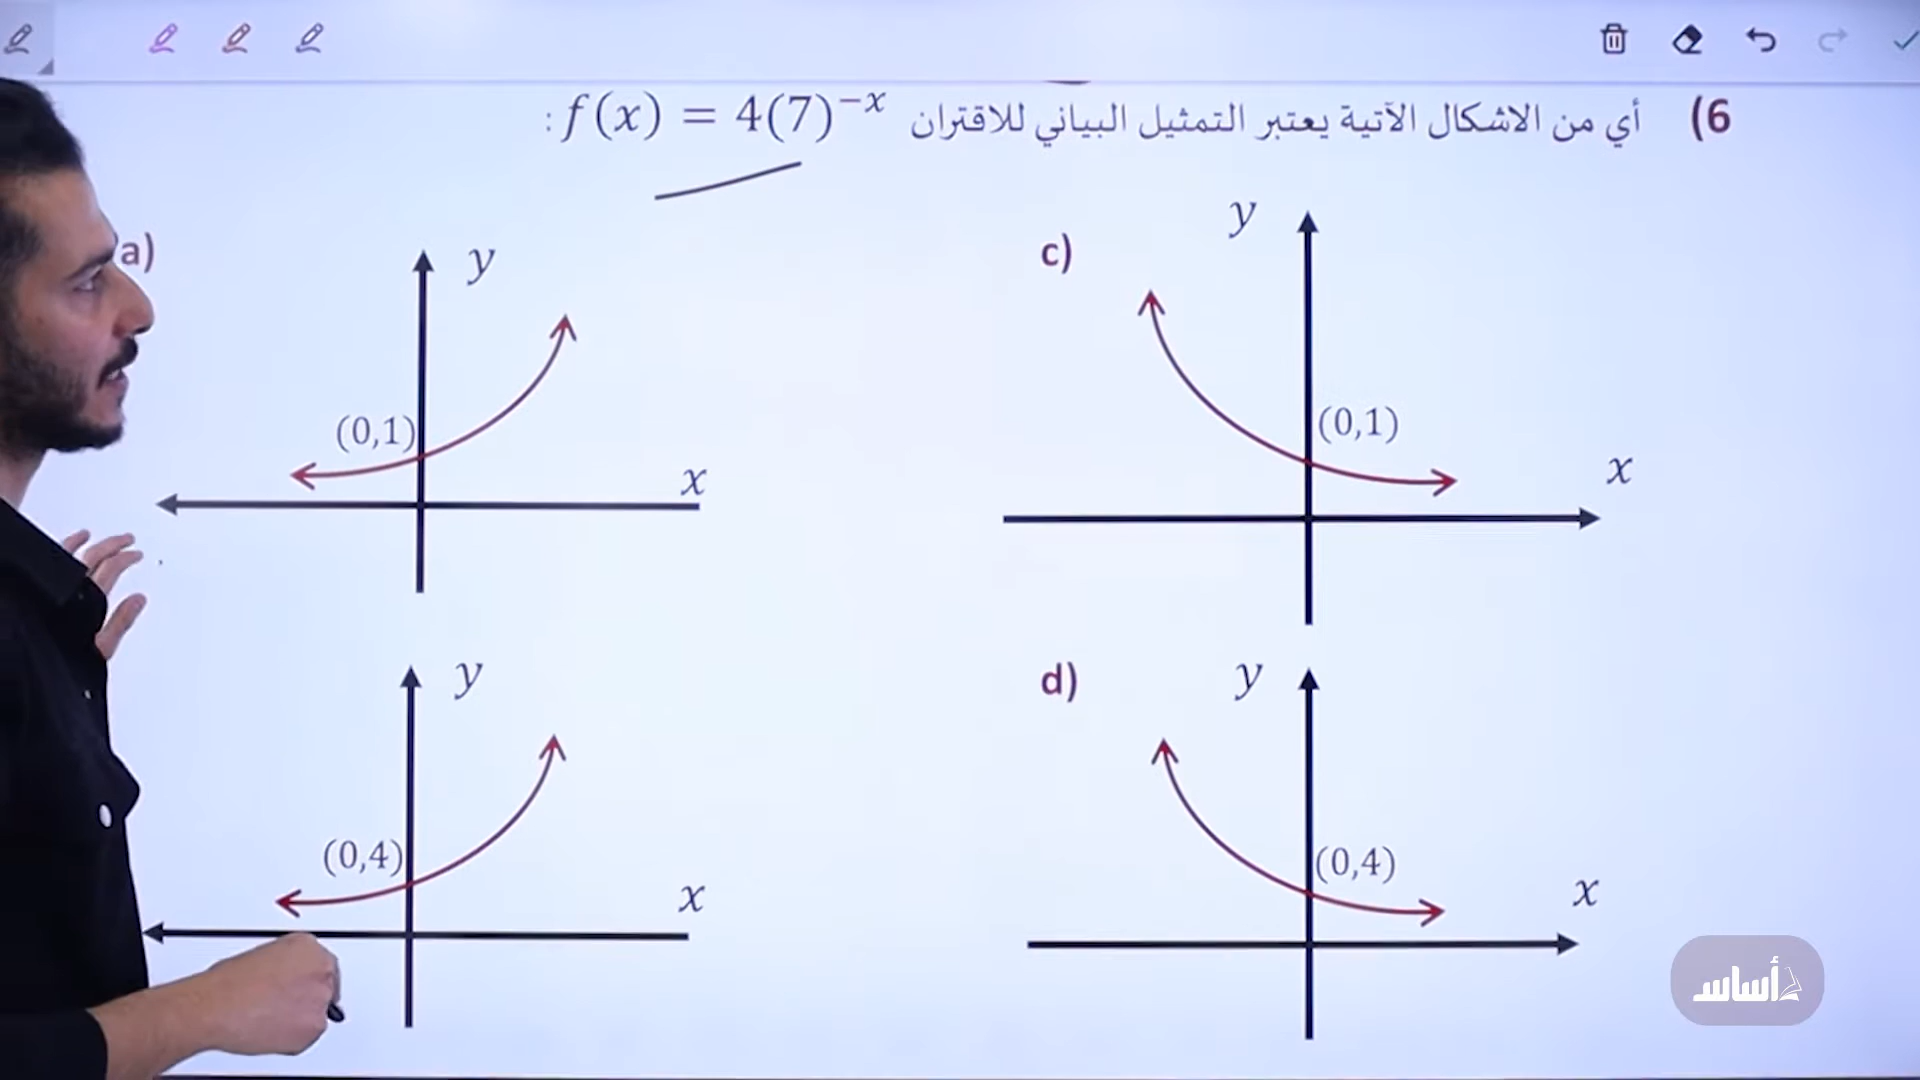 6) أي من الاشكال الآتية يعتبر التمثيل البياني للاقتران f(x) = 4(7)^{-x} :
a)
y
(0,1)
x
c)
y
(0,1)
x
y
(0,4)
x
d)
y
(0,4)
x
أساس